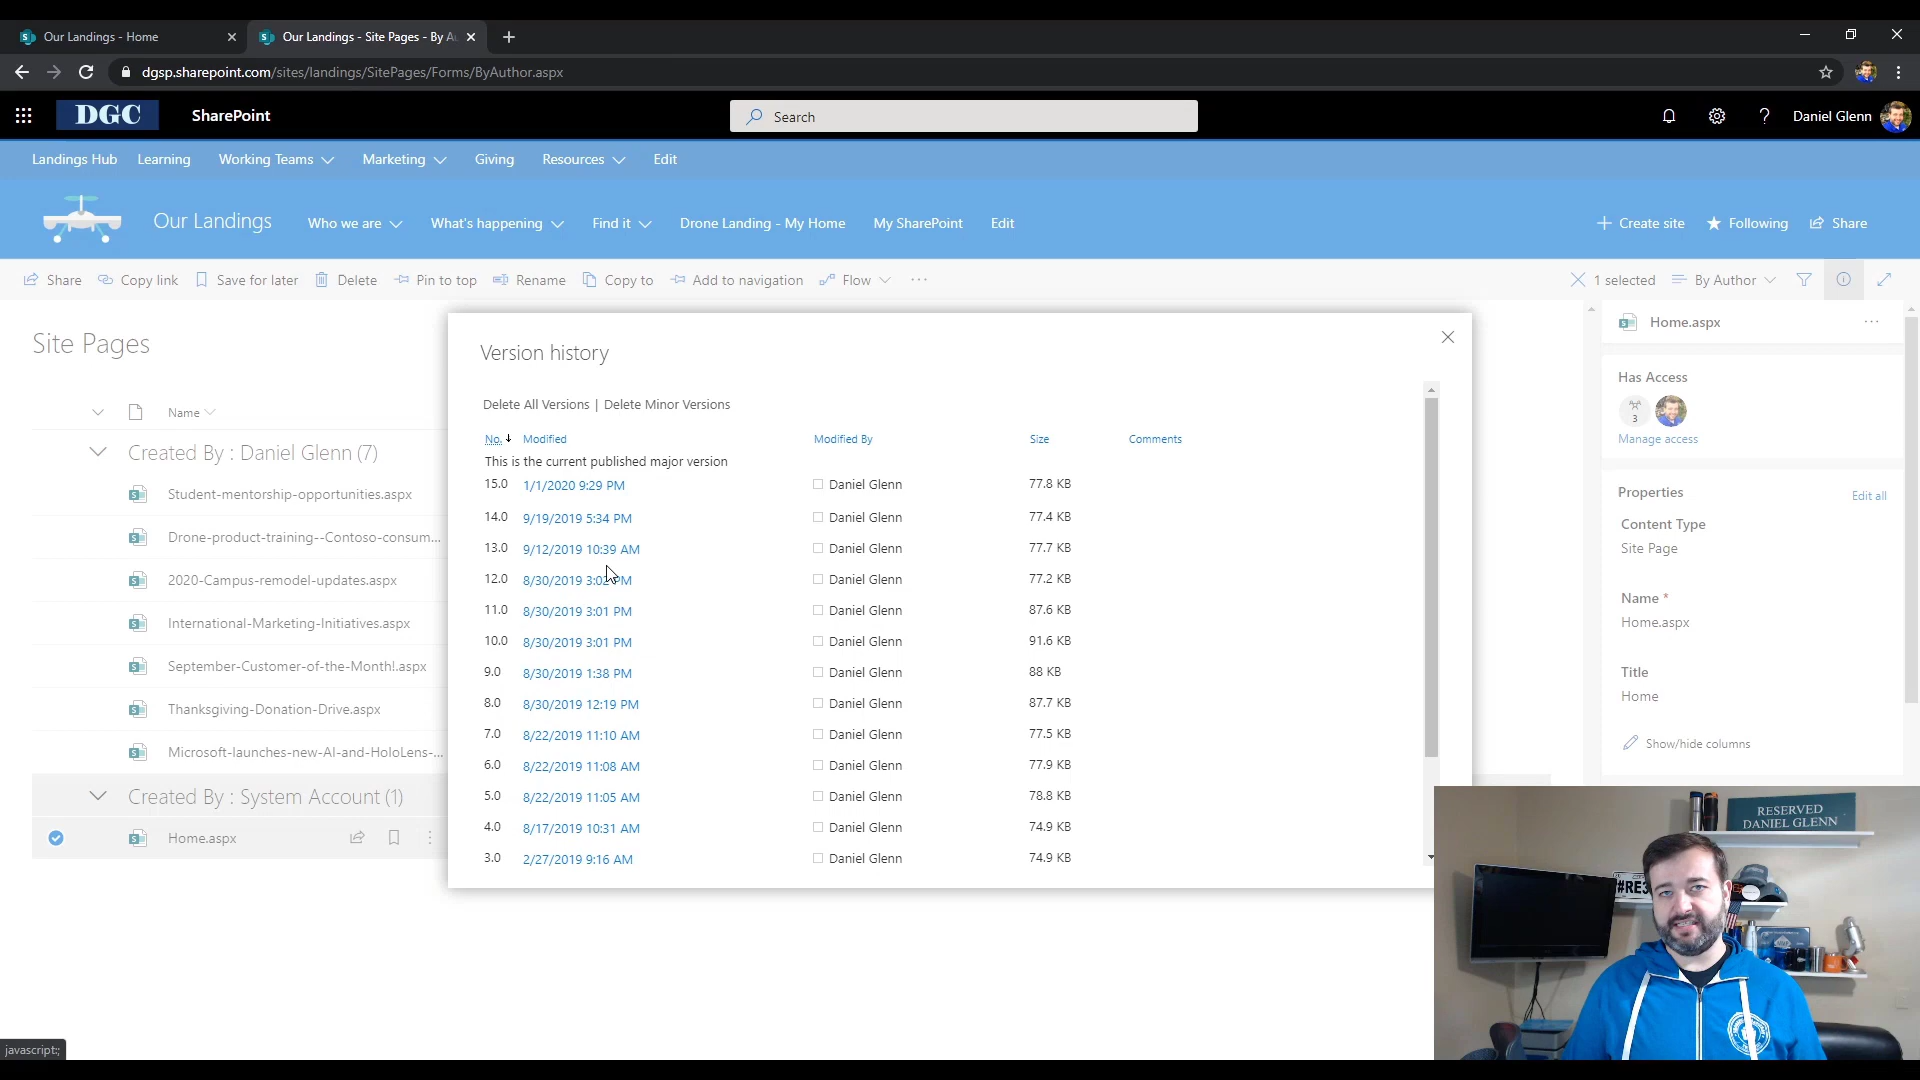 Our Landings - Home
Our Landings - Site Pages - By Au
dgsp.sharepoint.com/sites/landings/SitePages/Forms/ByAuthor.aspx
DGC
SharePoint
Search
Daniel Glenn
Landings Hub
Learning
Working Teams
Marketing
Giving
Resources
Edit
Our Landings
Who we are
What's happening
Find it
Drone Landing - My Home
My SharePoint
Edit
Create site
Following
Share
Share
Copy link
Save for later
Delete
Pin to top
Rename
Copy to
Add to navigation
Flow
1 selected
By Author
Site Pages
Name
Created By : Daniel Glenn (7)
Student-mentorship-opportunities.aspx
Drone-product-training--Contoso-consum...
2020-Campus-remodel-updates.aspx
International-Marketing-Initiatives.aspx
September-Customer-of-the-Month!.aspx
Thanksgiving-Donation-Drive.aspx
Microsoft-launches-new-AI-and-HoloLens-...
Created By : System Account (1)
Home.aspx
Version history
Delete All Versions | Delete Minor Versions
No. Modified Modified By Size Comments
This is the current published major version
15.0 1/1/2020 9:29 PM Daniel Glenn 77.8 KB
14.0 9/19/2019 5:34 PM Daniel Glenn 77.4 KB
13.0 9/12/2019 10:39 AM Daniel Glenn 77.7 KB
12.0 8/30/2019 3:02 PM Daniel Glenn 77.2 KB
11.0 8/30/2019 3:01 PM Daniel Glenn 87.6 KB
10.0 8/30/2019 3:01 PM Daniel Glenn 91.6 KB
9.0 8/30/2019 1:38 PM Daniel Glenn 88 KB
8.0 8/30/2019 12:19 PM Daniel Glenn 87.7 KB
7.0 8/22/2019 11:10 AM Daniel Glenn 77.5 KB
6.0 8/22/2019 11:08 AM Daniel Glenn 77.9 KB
5.0 8/22/2019 11:05 AM Daniel Glenn 78.8 KB
4.0 8/17/2019 10:31 AM Daniel Glenn 74.9 KB
3.0 2/27/2019 9:16 AM Daniel Glenn 74.9 KB
Home.aspx
Has Access
3
Manage access
Properties
Edit all
Content Type
Site Page
Name *
Home.aspx
Title
Home
Show/hide columns
RESERVED
DANIEL GLENN
#RE3
javascript:;